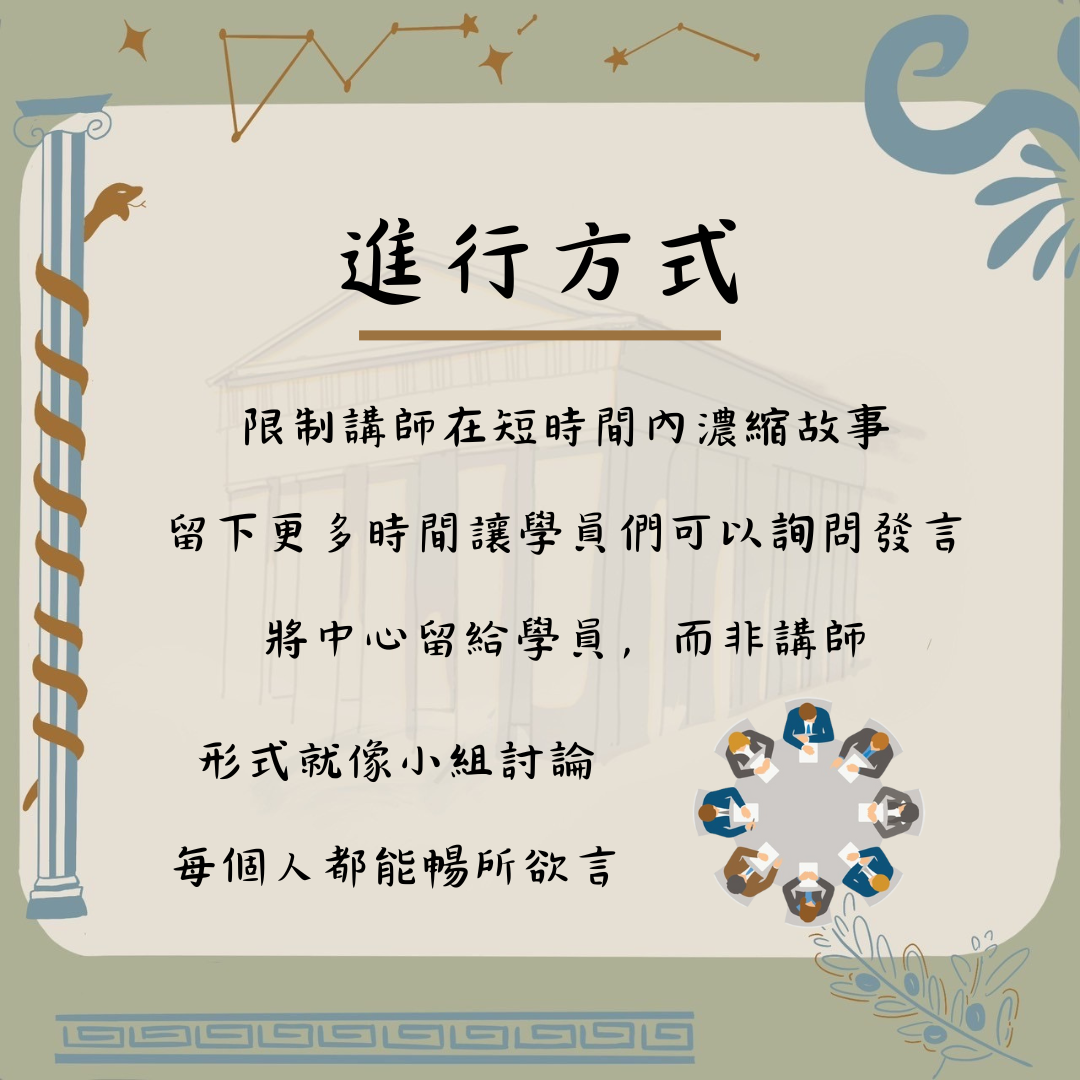 進行方式
限制講師在短時間內濃縮故事
留下更多時間讓學員們可以詢問發言
將中心留給學員，而非講師
形式就像小組討論
每個人都能暢所欲言